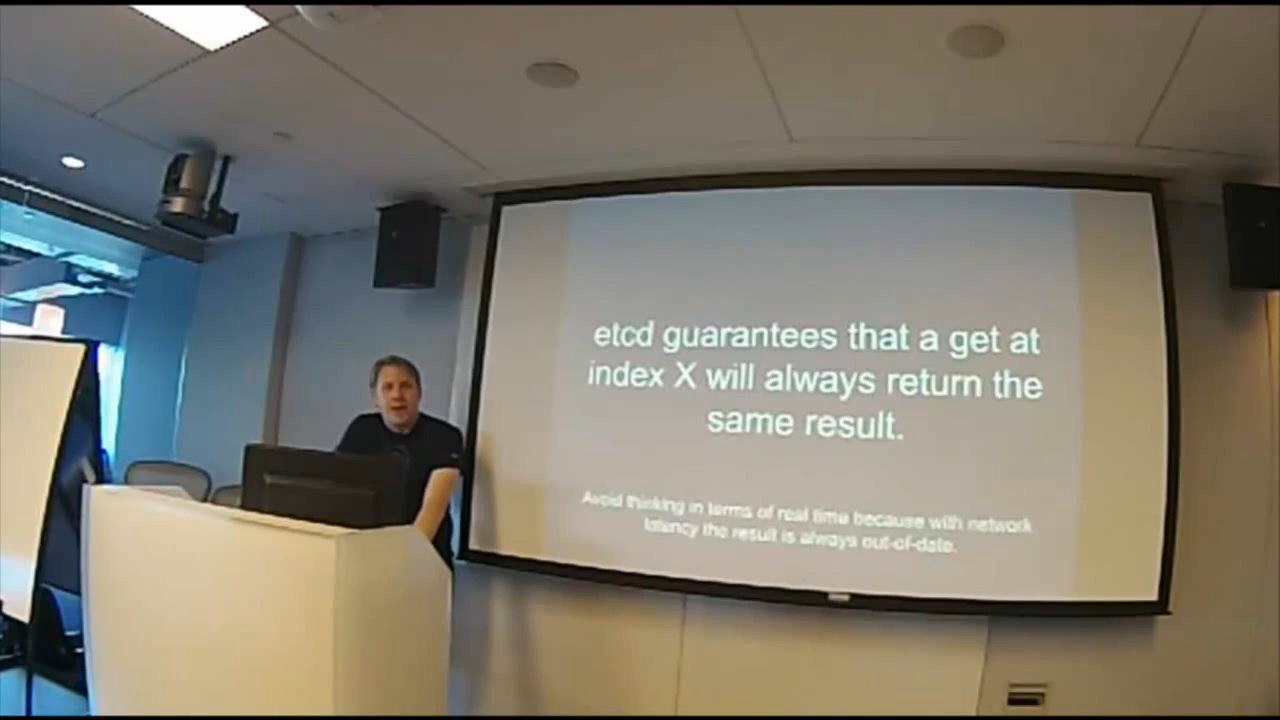 etcd guarantees that a get at
index X will always return the
same result.
Avoid thinking in terms of real time because with network
latency the result is always out-of-date.